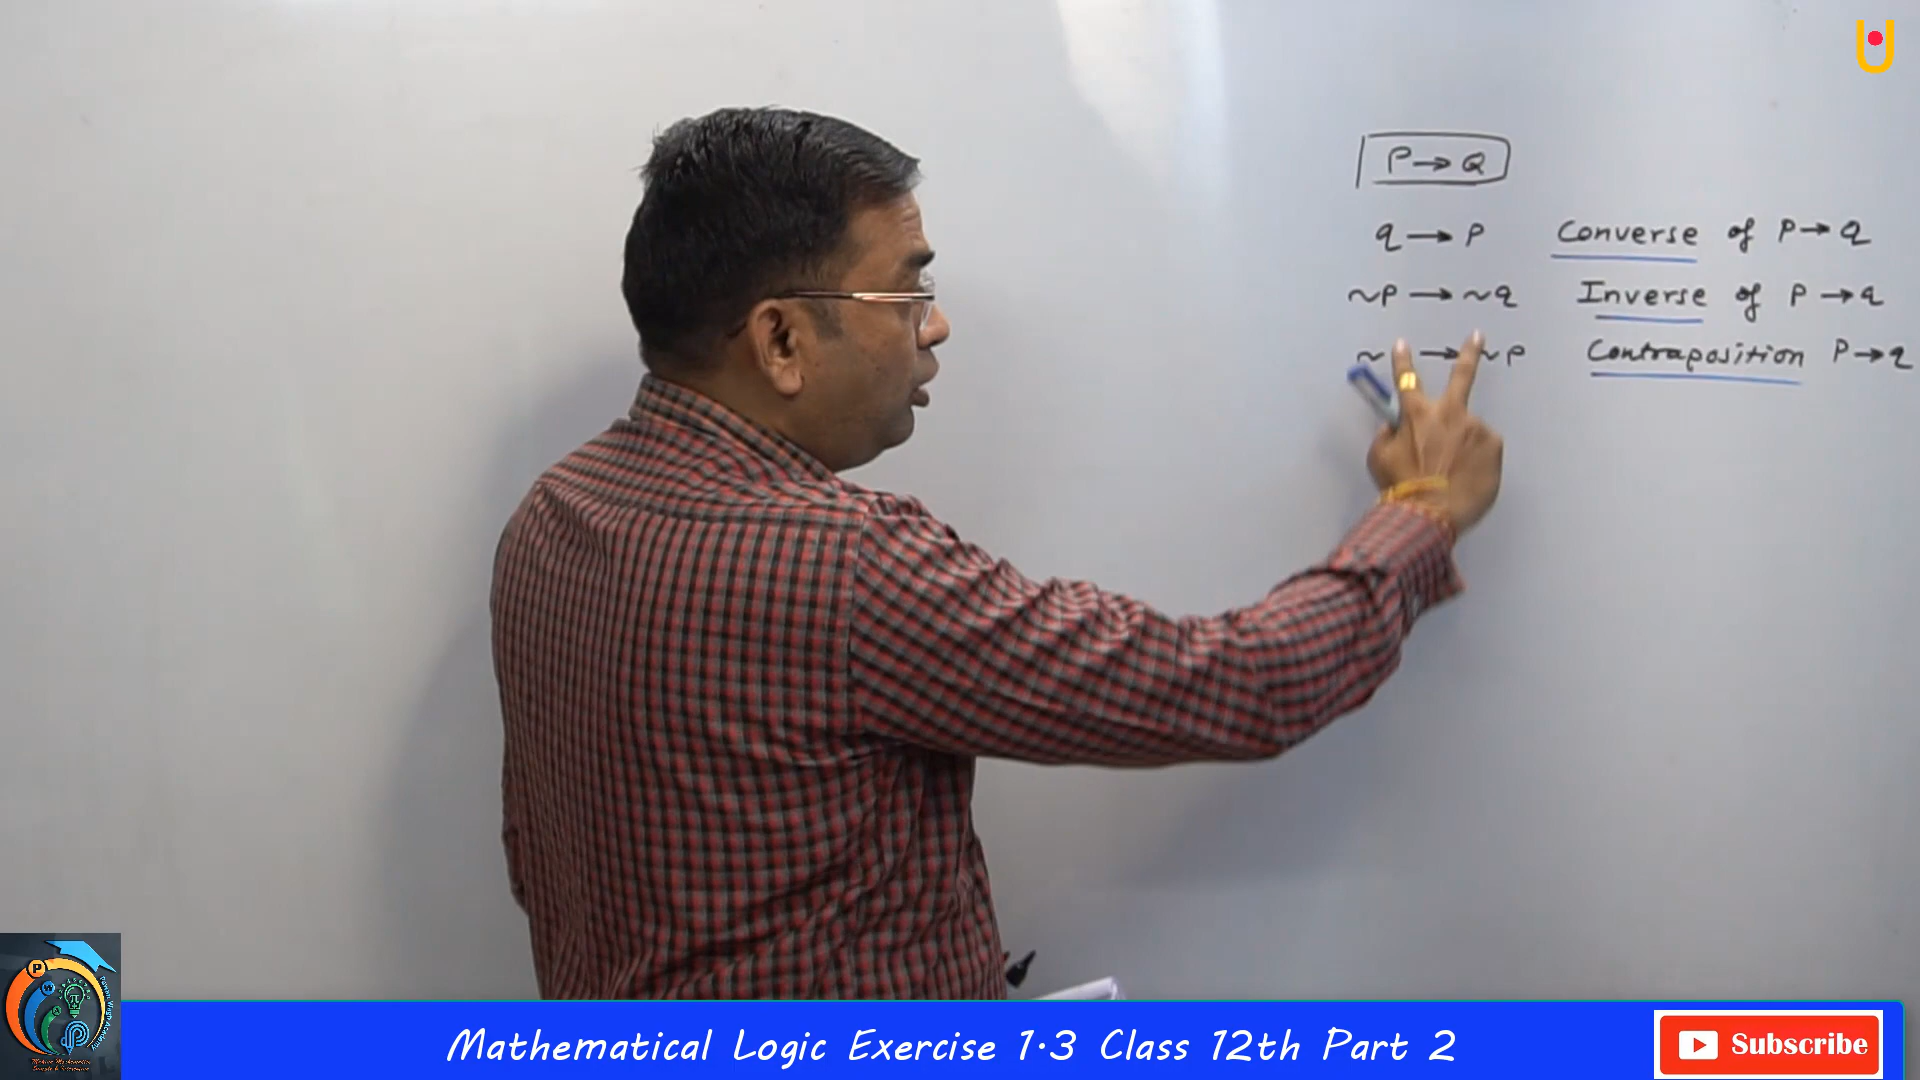 P→Q
q→P Converse of P→Q
~P→~q Inverse of P→q
~ →~P Contraposition P→q
Mathematical Logic Exercise 1.3 Class 12th Part 2
Subscribe